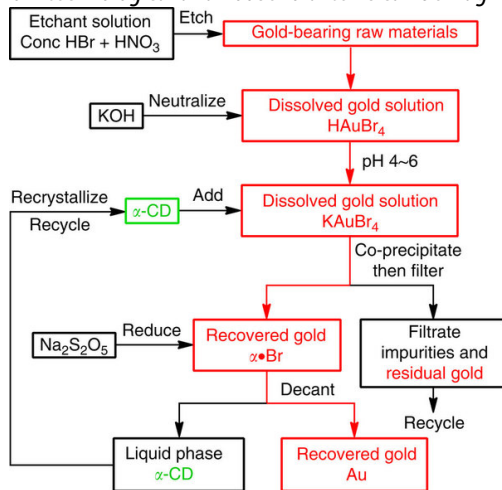 Etchant solution
Conc HBr + HNO3
Etch
Gold-bearing raw materials
Neutralize
KOH
Dissolved gold solution
HAuBr4
pH 4~6
Recrystallize
Recycle
α-CD
Add
Dissolved gold solution
KAuBr4
Co-precipitate
then filter
Na2S2O5
Reduce
Recovered gold
α•Br
Filtrate
impurities and
residual gold
Decant
Recycle
Liquid phase
α-CD
Recovered gold
Au